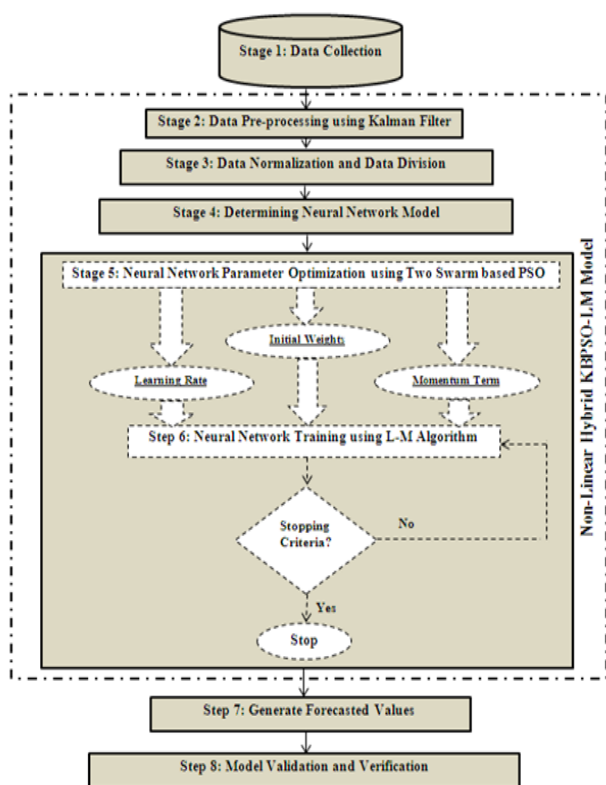 Stage 1: Data Collection
Stage 2: Data Pre-processing using Kalman Filter
Stage 3: Data Normalization and Data Division
Stage 4: Determining Neural Network Model
Stage 5: Neural Network Parameter Optimization using Two Swarm based PSO
Initial Weights
Learning Rate
Momentum Term
Step 6: Neural Network Training using L-M Algorithm
Stopping
Criteria?
No
Yes
Stop
Non-Linear Hybrid KBPSO-LM Model
Step 7: Generate Forecasted Values
Step 8: Model Validation and Verification